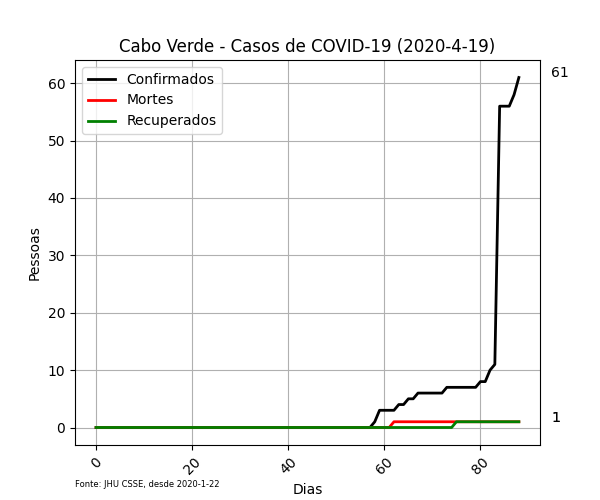 Cabo Verde - Casos de COVID-19 (2020-4-19)
Confirmados
Mortes
Recuperados
61
1
Pessoas
60
50
40
30
20
10
0
0 20 40 60 80
Dias
Fonte: JHU CSSE, desde 2020-1-22